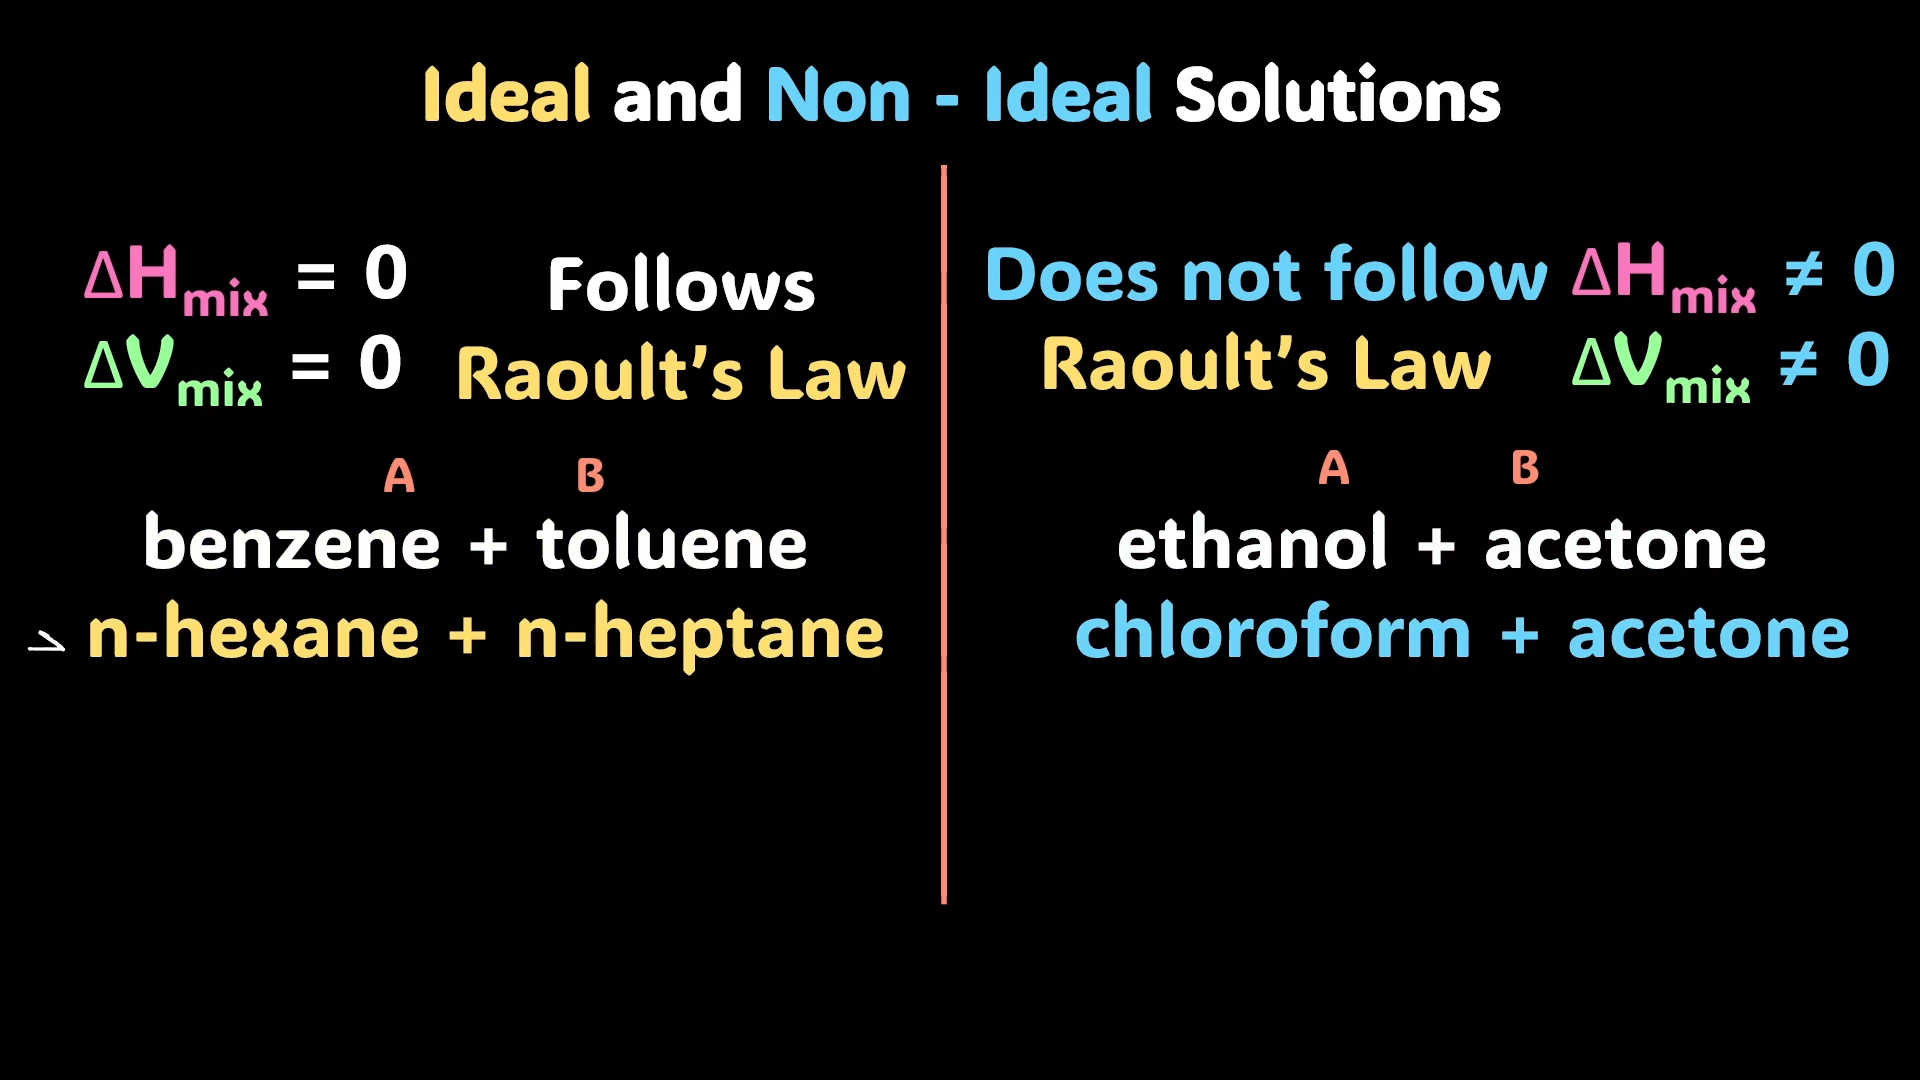 Ideal and Non - Ideal Solutions
ΔHmix = 0
ΔVmix = 0
Follows
Raoult’s Law
A B
benzene + toluene
n-hexane + n-heptane
Does not follow
Raoult’s Law
ΔHmix ≠ 0
ΔVmix ≠ 0
A B
ethanol + acetone
chloroform + acetone